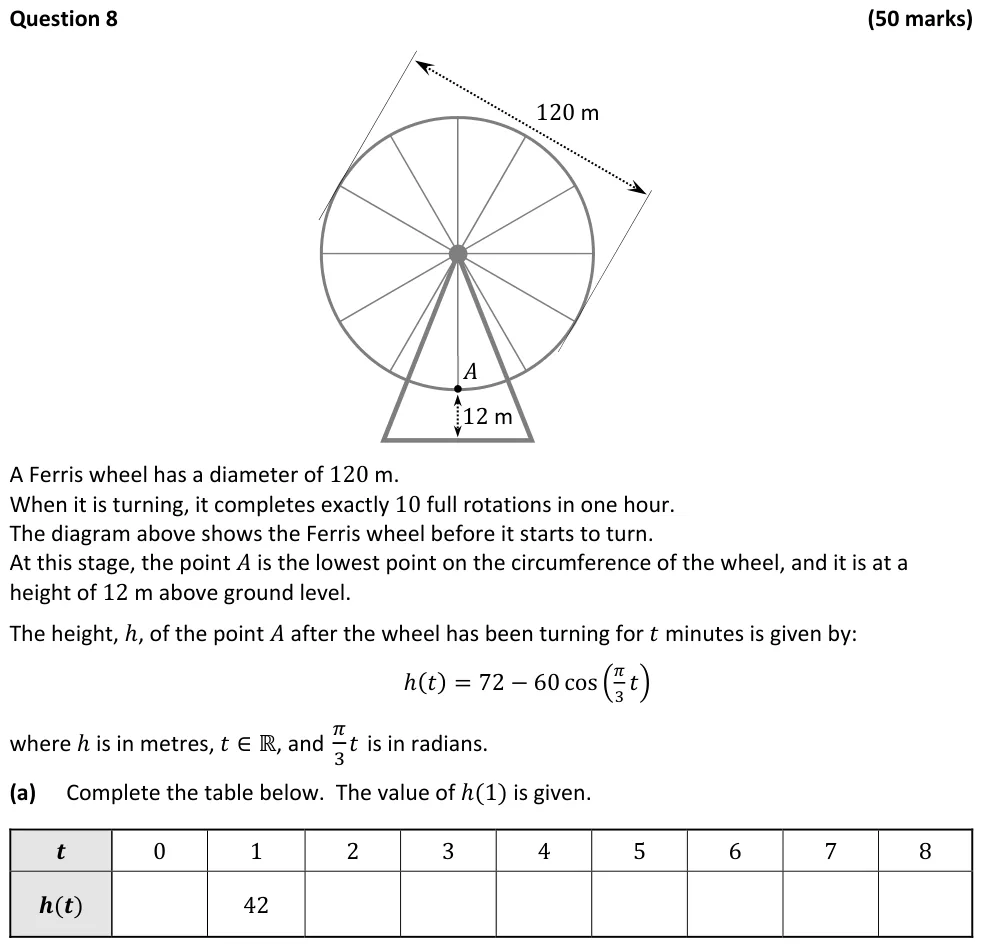 Question 8 (50 marks)
120 m
A
12 m
A Ferris wheel has a diameter of 120 m.
When it is turning, it completes exactly 10 full rotations in one hour.
The diagram above shows the Ferris wheel before it starts to turn.
At this stage, the point A is the lowest point on the circumference of the wheel, and it is at a
height of 12 m above ground level.
The height, h, of the point A after the wheel has been turning for t minutes is given by:
h(t) = 72 − 60 cos (π/3 t)
where h is in metres, t ∈ ℝ, and π/3 t is in radians.
(a) Complete the table below. The value of h(1) is given.
t 0 1 2 3 4 5 6 7 8
h(t) 42